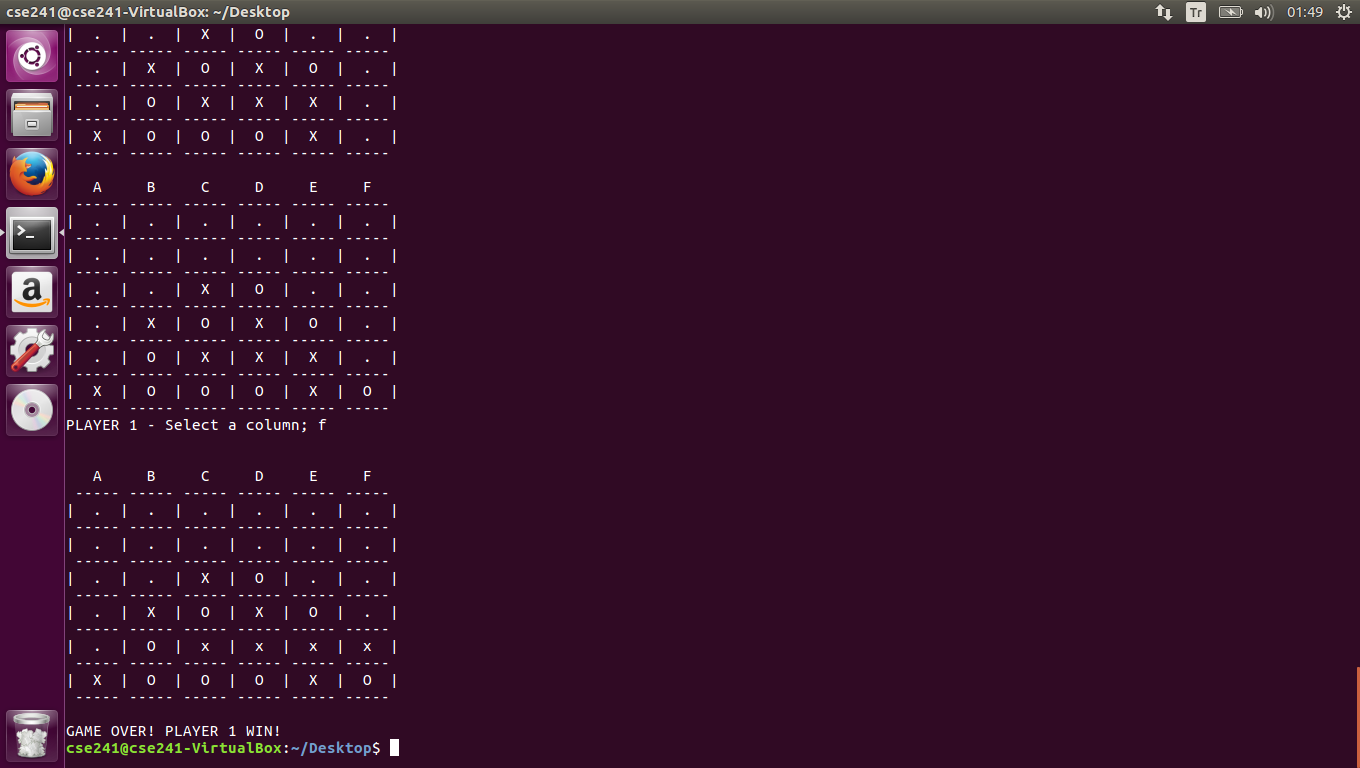 cse241@cse241-VirtualBox: ~/Desktop
Tr
01:49
| . | . | X | O | . | . |
----- ----- ----- ----- ----- -----
| . | X | O | X | O | . |
----- ----- ----- ----- ----- -----
| . | O | X | X | X | . |
----- ----- ----- ----- ----- -----
| X | O | O | O | X | . |
----- ----- ----- ----- ----- -----
A B C D E F
----- ----- ----- ----- ----- -----
| . | . | . | . | . | . |
----- ----- ----- ----- ----- -----
| . | . | . | . | . | . |
----- ----- ----- ----- ----- -----
| . | . | X | O | . | . |
----- ----- ----- ----- ----- -----
| . | X | O | X | O | . |
----- ----- ----- ----- ----- -----
| . | O | X | X | X | . |
----- ----- ----- ----- ----- -----
| X | O | O | O | X | O |
----- ----- ----- ----- ----- -----
PLAYER 1 - Select a column; f
A B C D E F
----- ----- ----- ----- ----- -----
| . | . | . | . | . | . |
----- ----- ----- ----- ----- -----
| . | . | . | . | . | . |
----- ----- ----- ----- ----- -----
| . | . | X | O | . | . |
----- ----- ----- ----- ----- -----
| . | X | O | X | O | . |
----- ----- ----- ----- ----- -----
| . | O | x | x | x | x |
----- ----- ----- ----- ----- -----
| X | O | O | O | X | O |
----- ----- ----- ----- ----- -----
GAME OVER! PLAYER 1 WIN!
cse241@cse241-VirtualBox:~/Desktop$